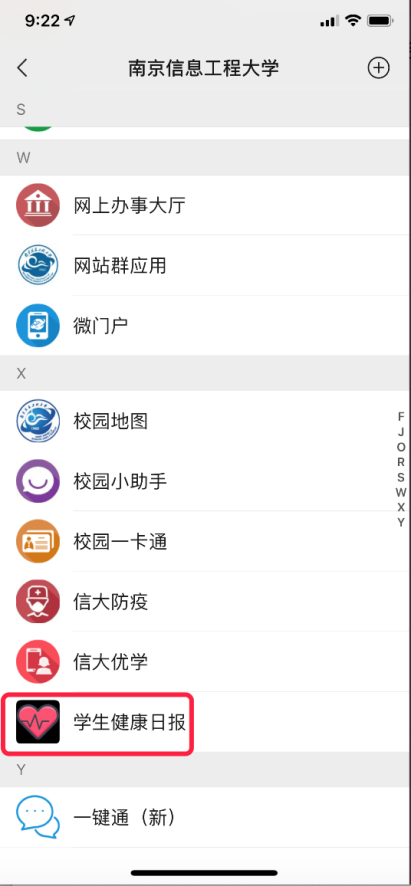 9:22
南京信息工程大学
S
W
网上办事大厅
网站群应用
微门户
X
校园地图
校园小助手
校园一卡通
信大防疫
信大优学
学生健康日报
Y
一键通（新）
F
J
O
R
S
W
X
Y